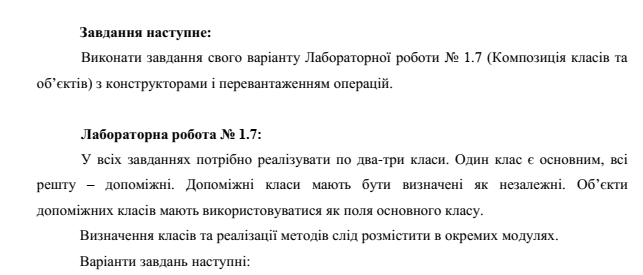 Завдання наступне:
Виконати завдання свого варіанту Лабораторної роботи № 1.7 (Композиція класів та
об’єктів) з конструкторами і перевантаженням операцій.
Лабораторна робота № 1.7:
У всіх завданнях потрібно реалізувати по два-три класи. Один клас є основним, всі
решту – допоміжні. Допоміжні класи мають бути визначені як незалежні. Об’єкти
допоміжних класів мають використовуватися як поля основного класу.
Визначення класів та реалізації методів слід розмістити в окремих модулях.
Варіанти завдань наступні: